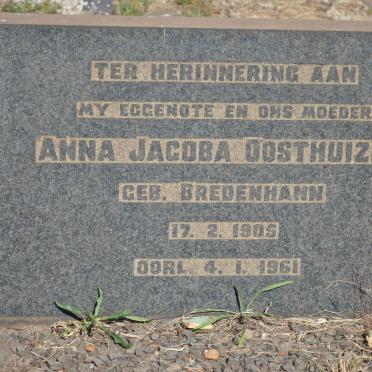 TER HERINNERING AAN
MY EGGENOTE EN ONS MOEDER
ANNA JACOBA OOSTHUIZ
GEB. BREDENHANN
17. 2. 1905
OORL. 4. 1. 1961